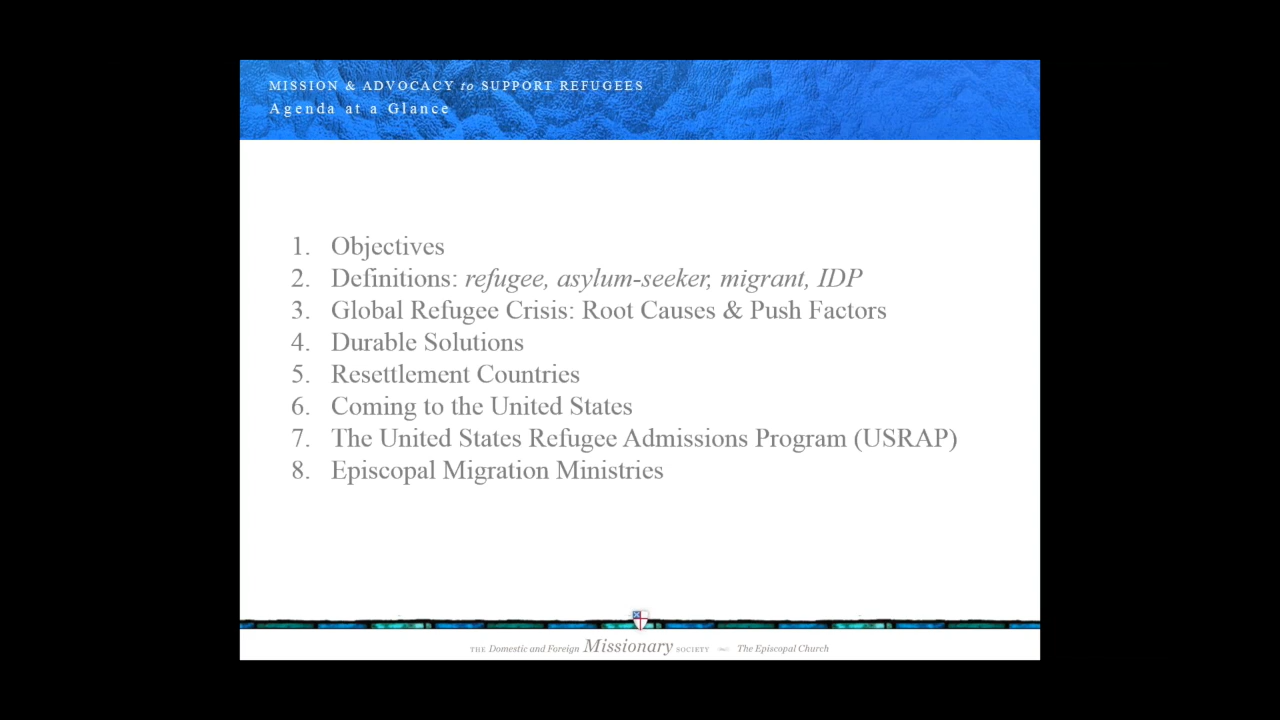 MISSION & ADVOCACY to SUPPORT REFUGEES
Agenda at a Glance
1. Objectives
2. Definitions: refugee, asylum-seeker, migrant, IDP
3. Global Refugee Crisis: Root Causes & Push Factors
4. Durable Solutions
5. Resettlement Countries
6. Coming to the United States
7. The United States Refugee Admissions Program (USRAP)
8. Episcopal Migration Ministries
THE Domestic and Foreign Missionary SOCIETY The Episcopal Church